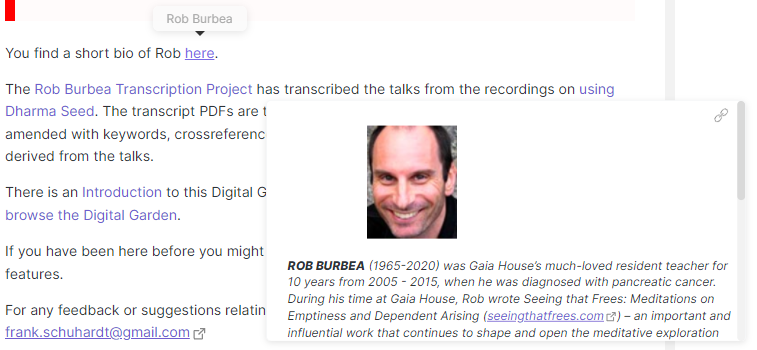 Rob Burbea
You find a short bio of Rob here.
The Rob Burbea Transcription Project has transcribed the talks from the recordings on using
Dharma Seed. The transcript PDFs are t
amended with keywords, crossreferenc
derived from the talks.
There is an Introduction to this Digital G
browse the Digital Garden.
If you have been here before you might
features.
For any feedback or suggestions relatin
frank.schuhardt@gmail.com
ROB BURBEA (1965-2020) was Gaia House's much-loved resident teacher for
10 years from 2005 - 2015, when he was diagnosed with pancreatic cancer.
During his time at Gaia House, Rob wrote Seeing that Frees: Meditations on
Emptiness and Dependent Arising (seeingthatfrees.com) – an important and
influential work that continues to shape and open the meditative exploration